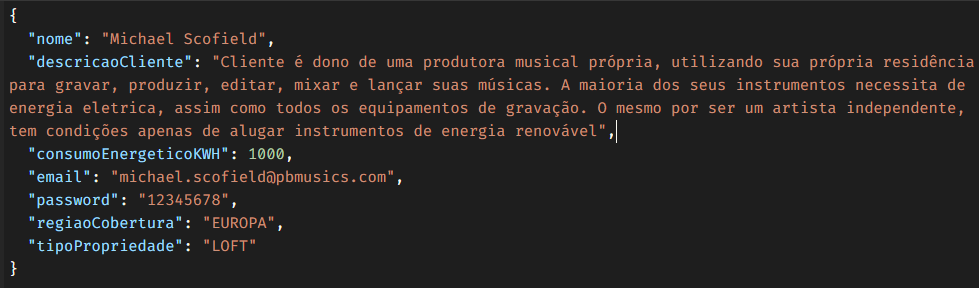 {
  "nome": "Michael Scofield",
  "descricaoCliente": "Cliente é dono de uma produtora musical própria, utilizando sua própria residência
para gravar, produzir, editar, mixar e lançar suas músicas. A maioria dos seus instrumentos necessita de
energia eletrica, assim como todos os equipamentos de gravação. O mesmo por ser um artista independente,
tem condições apenas de alugar instrumentos de energia renovável",
  "consumoEnergeticoKWH": 1000,
  "email": "michael.scofield@pbmusics.com",
  "password": "12345678",
  "regiaoCobertura": "EUROPA",
  "tipoPropriedade": "LOFT"
}